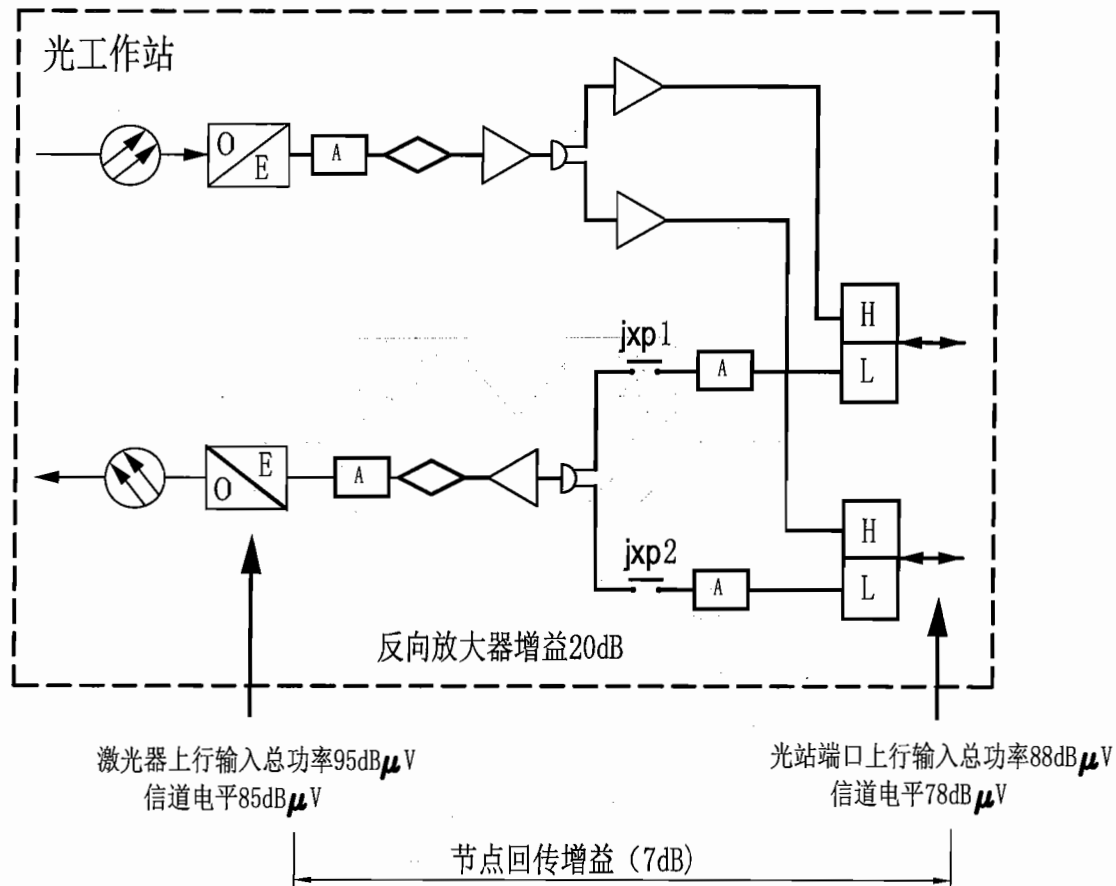 光工作站
O
E
A
H
jxp1
A
L
E
O
A
H
jxp2
A
L
反向放大器增益20dB
激光器上行输入总功率95dBμV
信道电平85dBμV
光站端口上行输入总功率88dBμV
信道电平78dBμV
节点回传增益（7dB)